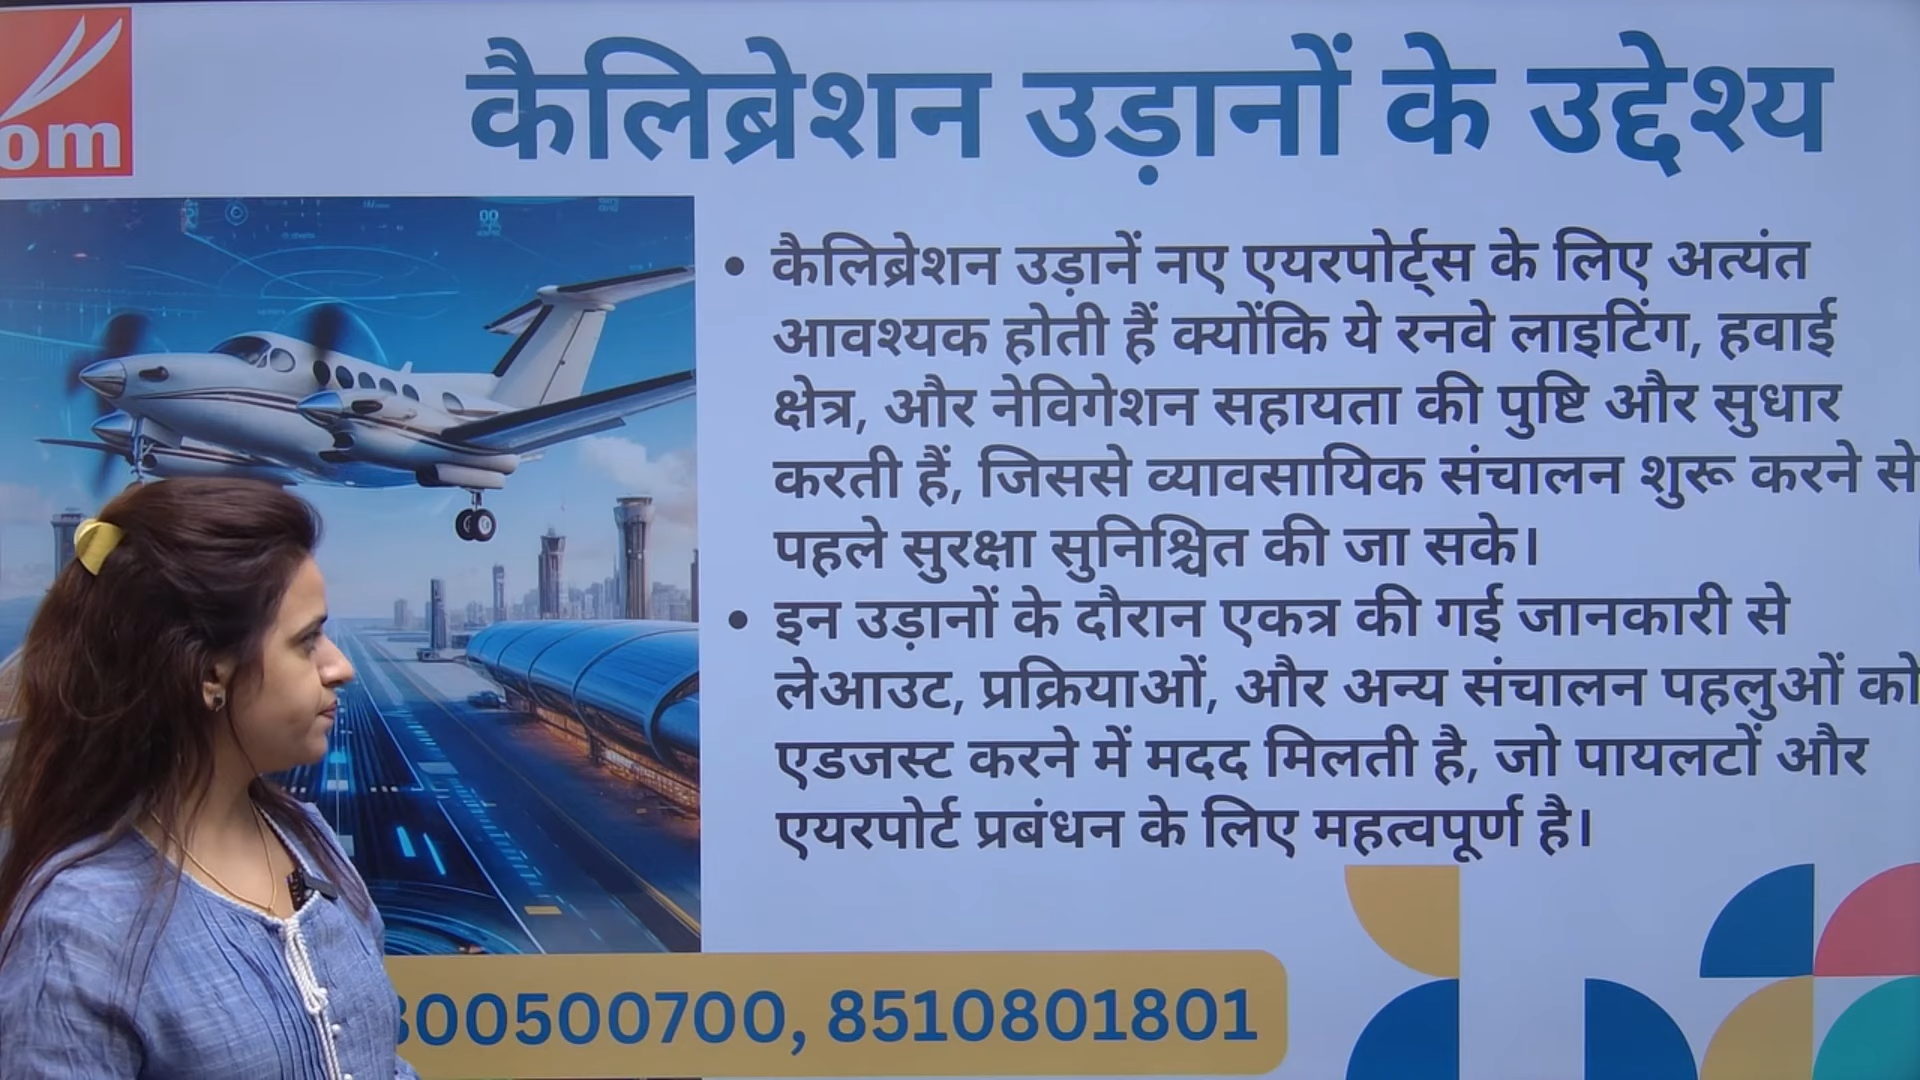 om
कैलिब्रेशन उड़ानों के उद्देश्य
• कैलिब्रेशन उड़ानें नए एयरपोर्ट्स के लिए अत्यंत
आवश्यक होती हैं क्योंकि ये रनवे लाइटिंग, हवाई
क्षेत्र, और नेविगेशन सहायता की पुष्टि और सुधार
करती हैं, जिससे व्यावसायिक संचालन शुरू करने से
पहले सुरक्षा सुनिश्चित की जा सके।
• इन उड़ानों के दौरान एकत्र की गई जानकारी से
लेआउट, प्रक्रियाओं, और अन्य संचालन पहलुओं को
एडजस्ट करने में मदद मिलती है, जो पायलटों और
एयरपोर्ट प्रबंधन के लिए महत्वपूर्ण है।
300500700, 8510801801